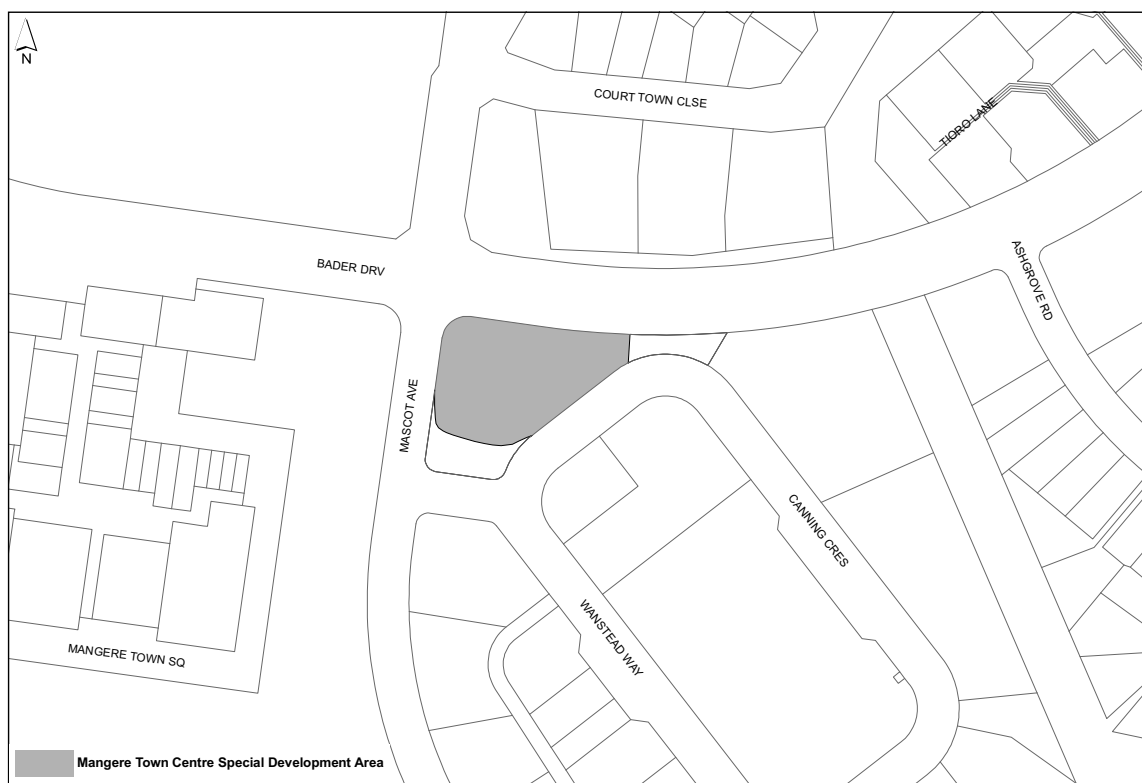 N
COURT TOWN CLSE
TIORO LANE
BADER DRV
ASHGROVE RD
MASCOT AVE
CANNING CRES
WANSTEAD WAY
MANGERE TOWN SQ
Mangere Town Centre Special Development Area